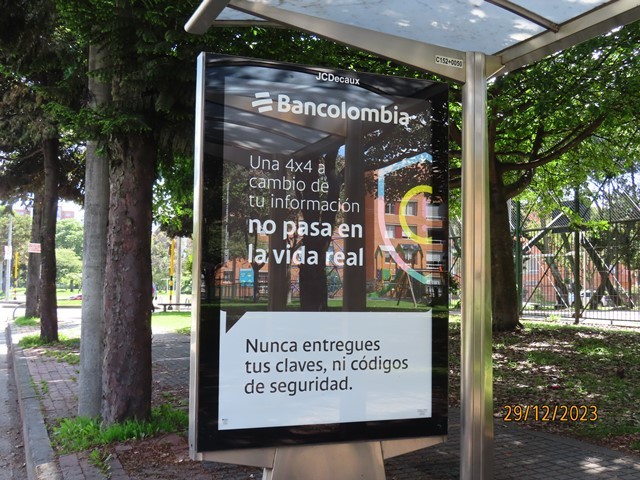 C152+0050
JCDecaux
Bancolombia
Una 4x4 a
cambio de
tu información
no pasa en
la vida real
Nunca entregues
tus claves, ni códigos
de seguridad.
29/12/2023